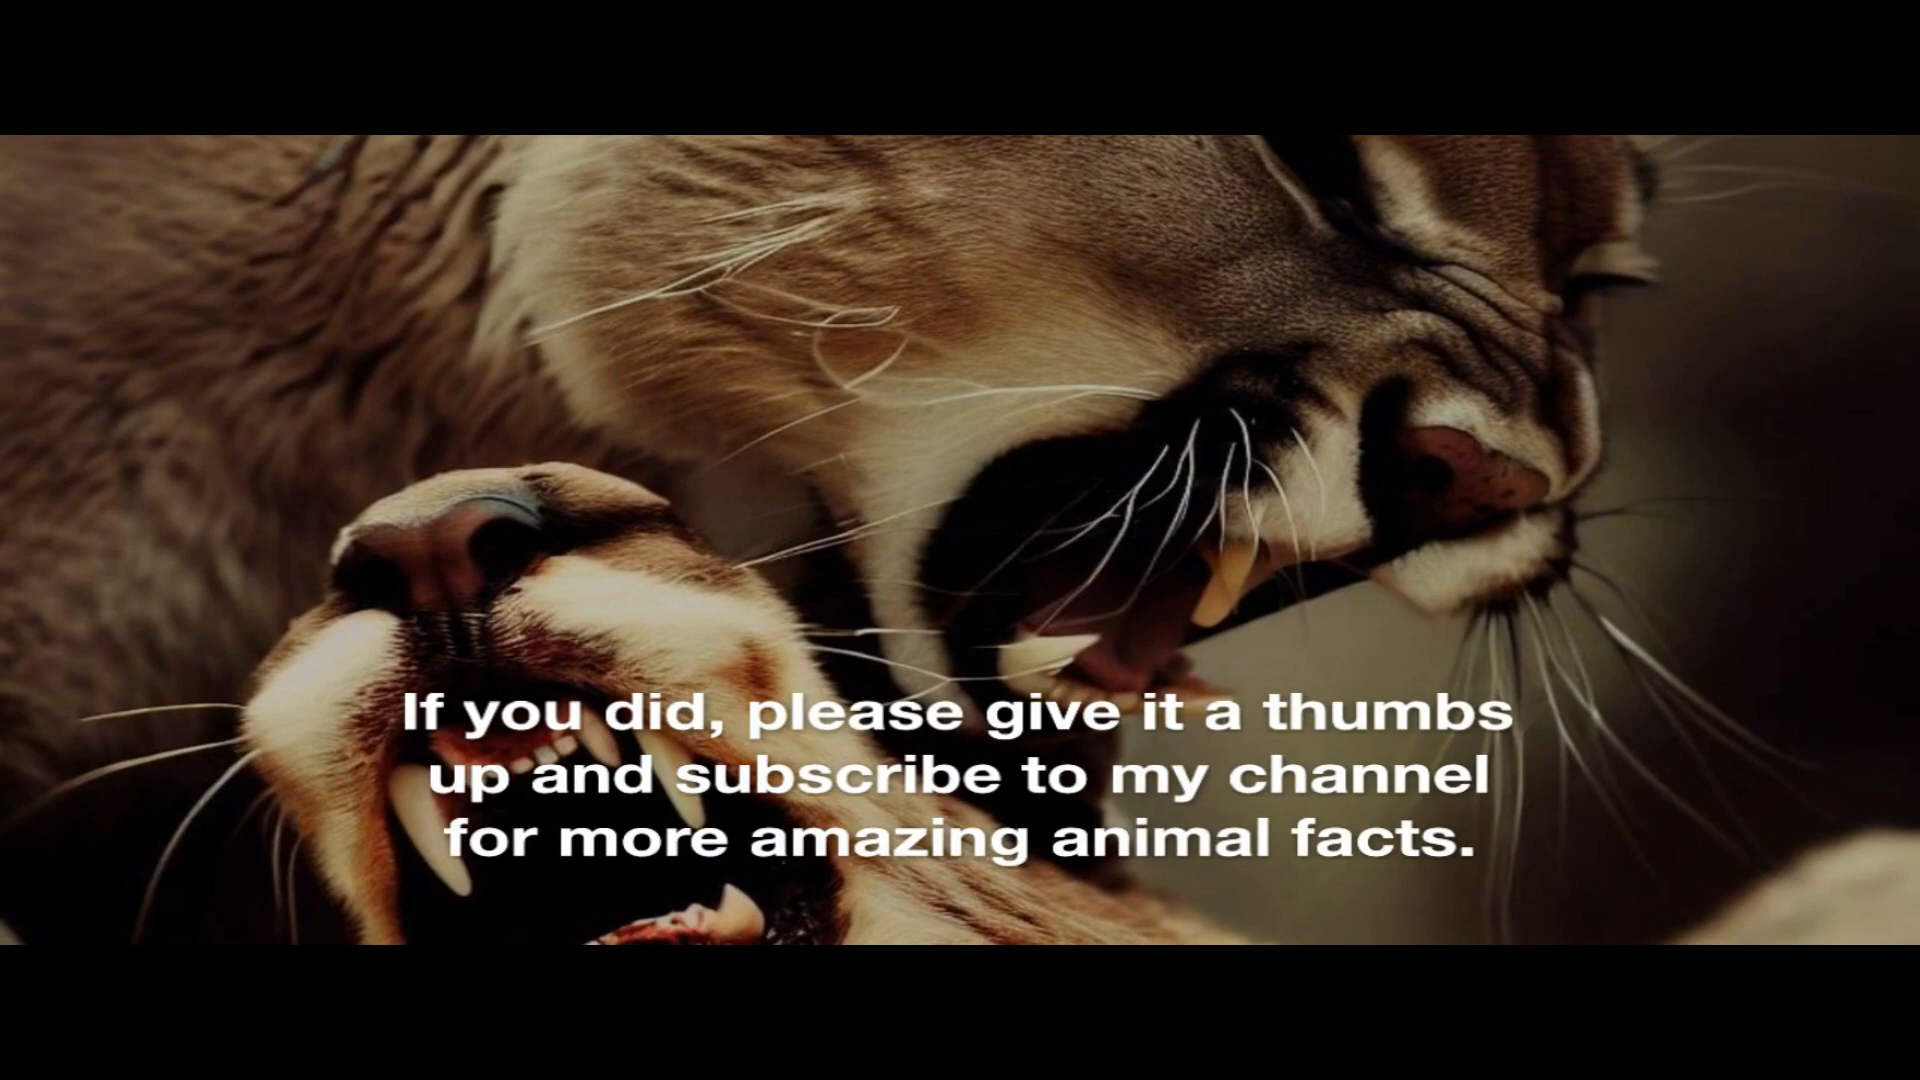 If you did, please give it a thumbs
up and subscribe to my channel
for more amazing animal facts.